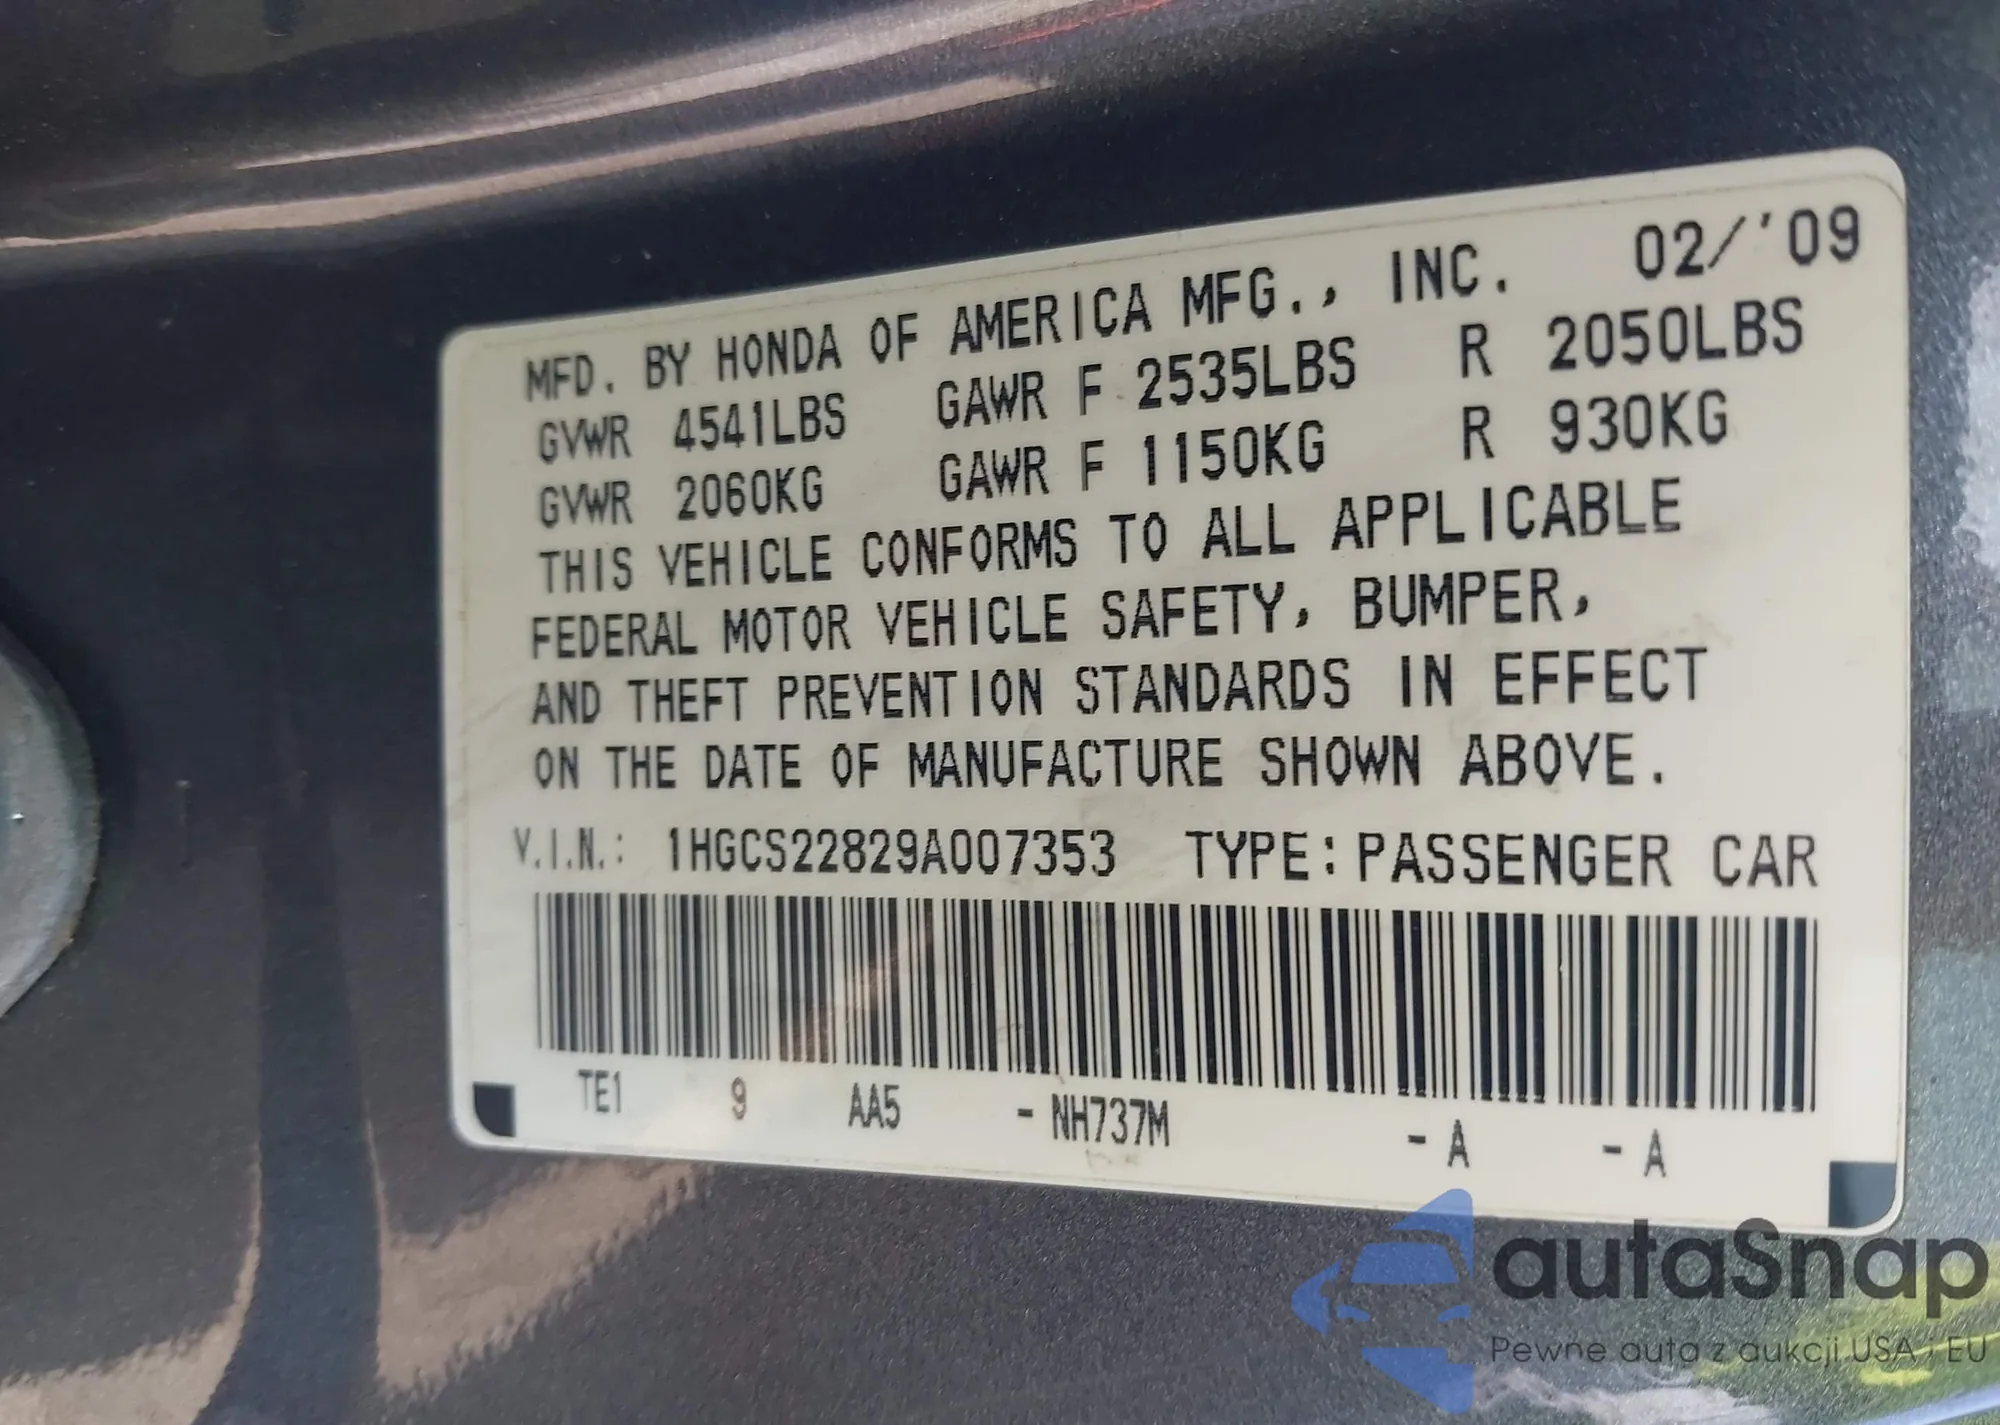 MFD. BY HONDA OF AMERICA MFG., INC. 02/'09
GVWR 4541LBS GAWR F 2535LBS R 2050LBS
GVWR 2060KG GAWR F 1150KG R 930KG
THIS VEHICLE CONFORMS TO ALL APPLICABLE
FEDERAL MOTOR VEHICLE SAFETY, BUMPER,
AND THEFT PREVENTION STANDARDS IN EFFECT
ON THE DATE OF MANUFACTURE SHOWN ABOVE.
V.I.N.: 1HGCS22829A007353 TYPE: PASSENGER CAR
TE1 9 AA5 - NH737M - A - A
autaSnap
Pewne auta z aukcji USA i EU